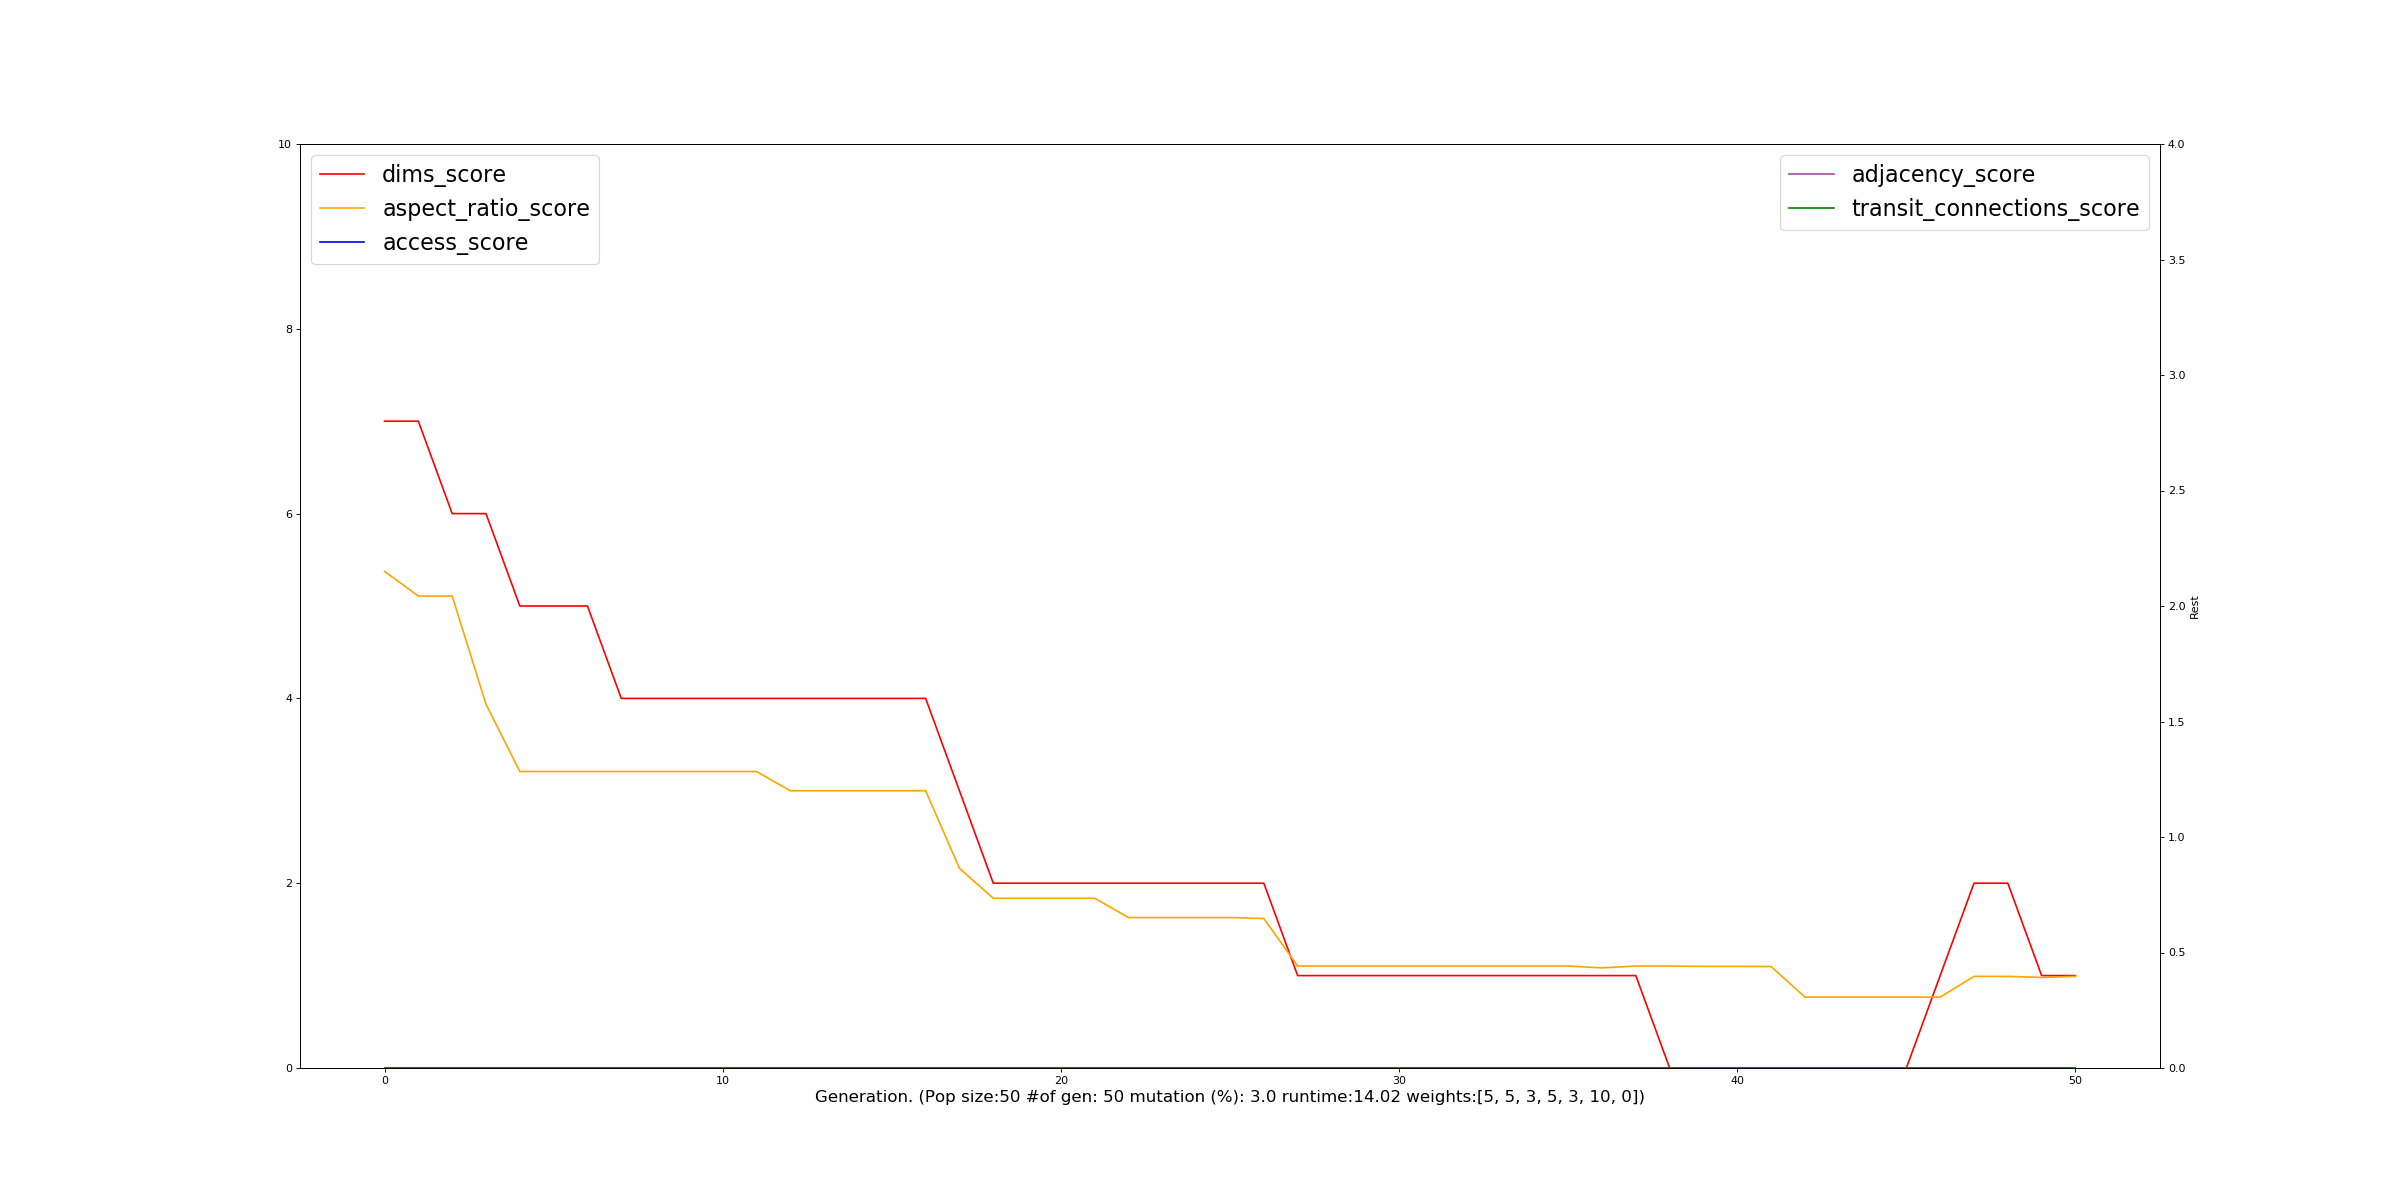 10
8
6
4
2
0
dims_score
aspect_ratio_score
access_score
adjacency_score
transit_connections_score
4.0
3.5
3.0
2.5
2.0
1.5
1.0
0.5
0.0
Rest
0 10 20 30 40 50
Generation. (Pop size:50 #of gen: 50 mutation (%): 3.0 runtime:14.02 weights:[5, 5, 3, 5, 3, 10, 0])